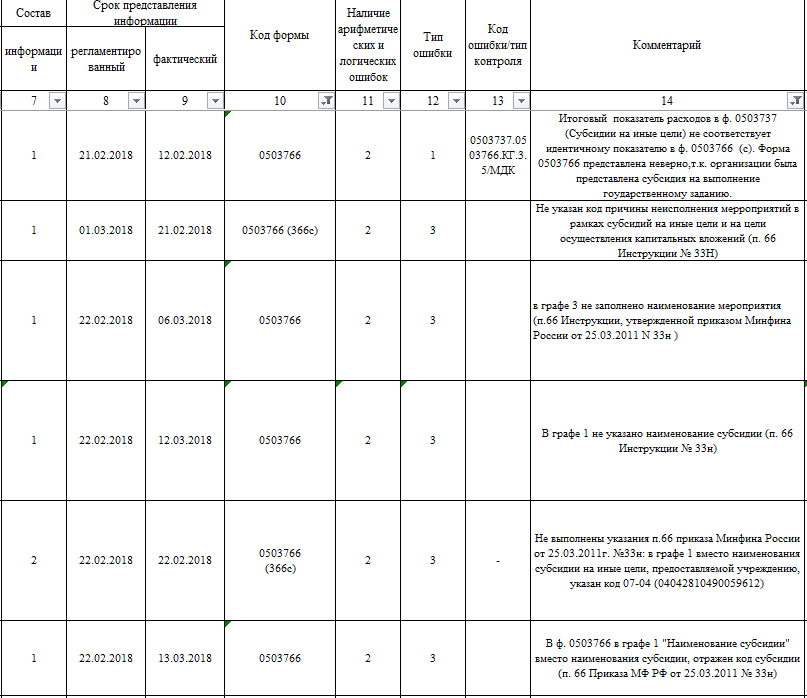 Состав
Срок представления
информации
Код формы
Наличие
арифметиче
ских и
логических
ошибок
Тип
ошибки
Код
ошибки/тип
контроля
Комментарий
информаци
и
регламентиро
ванный
фактический
7 8 9 10 11 12 13 14
1 21.02.2018 12.02.2018 0503766 2 1
0503737.05
03766.КГ.3.
5/МДК
Итоговый показатель расходов в ф. 0503737
(Субсидии на иные цели) не соответствует
идентичному показателю в ф. 0503766 (с). Форма
0503766 представлена неверно,т.к. организации была
представлена субсидия на выполнение
гоударственному заданию.
1 01.03.2018 21.02.2018 0503766 (366с) 2 3
Не указан код причины неисполнения мерроприятий в
рамках субсидий на иные цели и на цели
осуществления капитальных вложений (п. 66
Инструкции № 33Н)
1 22.02.2018 06.03.2018 0503766 2 3
в графе 3 не заполнено наименование мероприятия
(п.66 Инструкции, утвержденной приказом Минфина
России от 25.03.2011 N 33н )
1 22.02.2018 12.03.2018 0503766 2 3
В графе 1 не указано наименование субсидии (п. 66
Инструкции № 33н)
2 22.02.2018 22.02.2018 0503766
(366с)
2 3 -
Не выполнены указания п.66 приказа Минфина России
от 25.03.2011г. №33н: в графе 1 вместо наименования
субсидии на иные цели, предоставляемой учреждению,
указан код 07-04 (04042810490059612)
1 22.02.2018 13.03.2018 0503766 2 3
В ф. 0503766 в графе 1 "Наименование субсидии"
вместо наименования субсидии, отражен код субсидии
(п. 66 Приказа МФ РФ от 25.03.2011 № 33н)